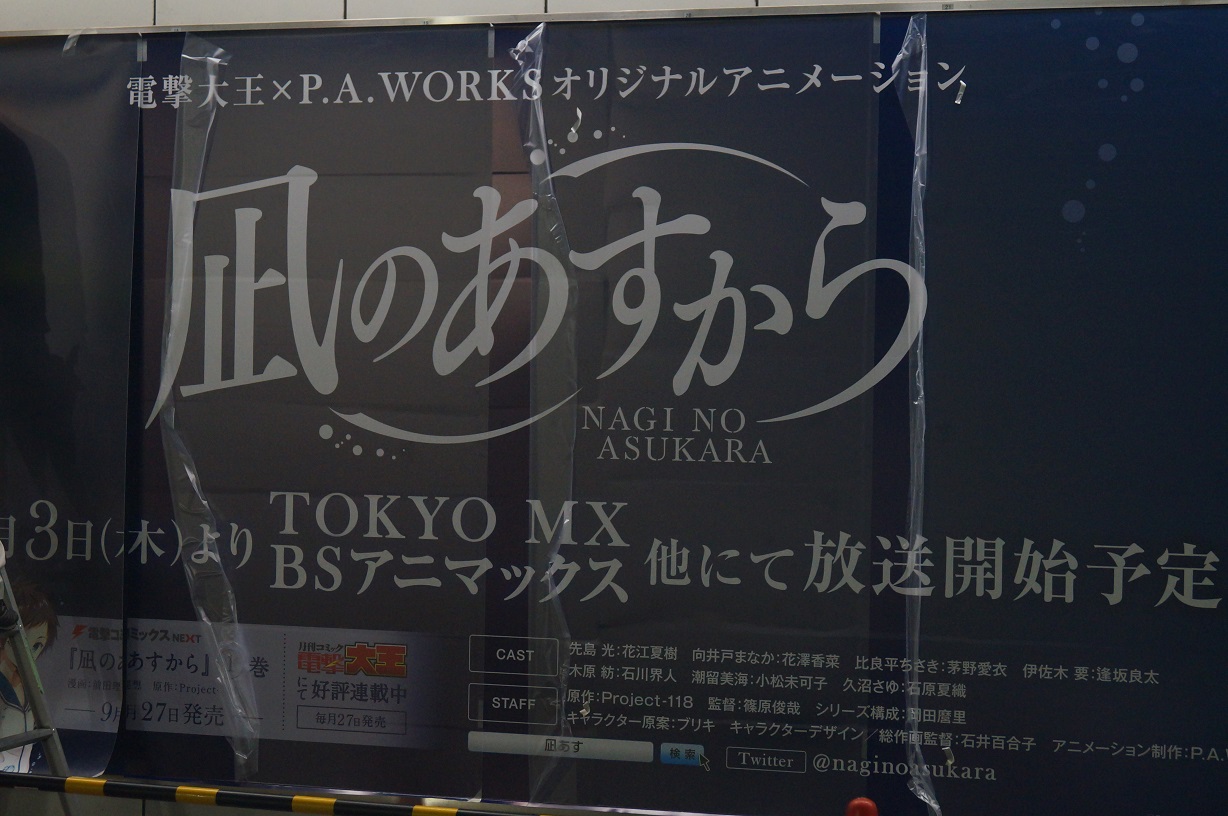 電撃大王×P.A.WORKSオリジナルアニメーション
凪のあすから
NAGI NO
ASUKARA
月3日(木)より
TOKYO MX
BSアニマックス
他にて放送開始予定
電撃コミックスNEXT
『凪のあすから』 巻
原作:Project-
9月27日発売
月刊コミック
電撃大王
にて好評連載中
毎月27日発売
CAST
先島 光:花江夏樹 向井戸まなか:花澤香菜 比良平ちさき:茅野愛衣 伊佐木 要:逢坂良太
木原 紡:石川界人 潮留美海:小松未可子 久沼さゆ:石原夏織
STAFF
原作:Project-118 監督:篠原俊哉 シリーズ構成:岡田麿里
キャラクター原案:ブリキ キャラクターデザイン/総作画監督:石井百合子 アニメーション制作:P.A.
凪あす
検索
Twitter @naginoasukara